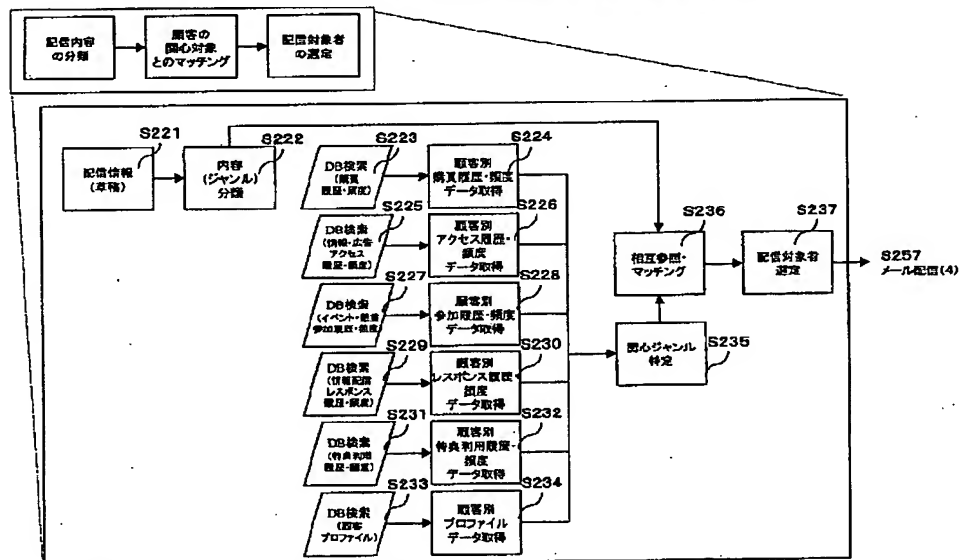 配信内容
の分類
顧客の
関心対象
とのマッチング
配信対象者
の選定
S221
配信情報
(草稿)
S222
内容
(ジャンル)
分類
S223
DB検索
(購買
履歴・頻度)
S224
顧客別
購買履歴・頻度
データ取得
S225
DB検索
(情報・広告
アクセス
履歴・頻度)
S226
顧客別
アクセス履歴・
頻度
データ取得
S227
DB検索
(イベント・
参加履歴・頻度)
S228
顧客別
参加履歴・頻度
データ取得
S229
DB検索
(情報配信
レスポンス
履歴・頻度)
S230
顧客別
レスポンス履歴・
頻度
データ取得
S231
DB検索
(特典利用
履歴・頻度)
S232
顧客別
特典利用履歴・
頻度
データ取得
S233
DB検索
(顧客
プロファイル)
S234
顧客別
プロファイル
データ取得
S235
関心ジャンル
特定
S236
相互参照・
マッチング
S237
配信対象者
選定
S257
メール配信(4)